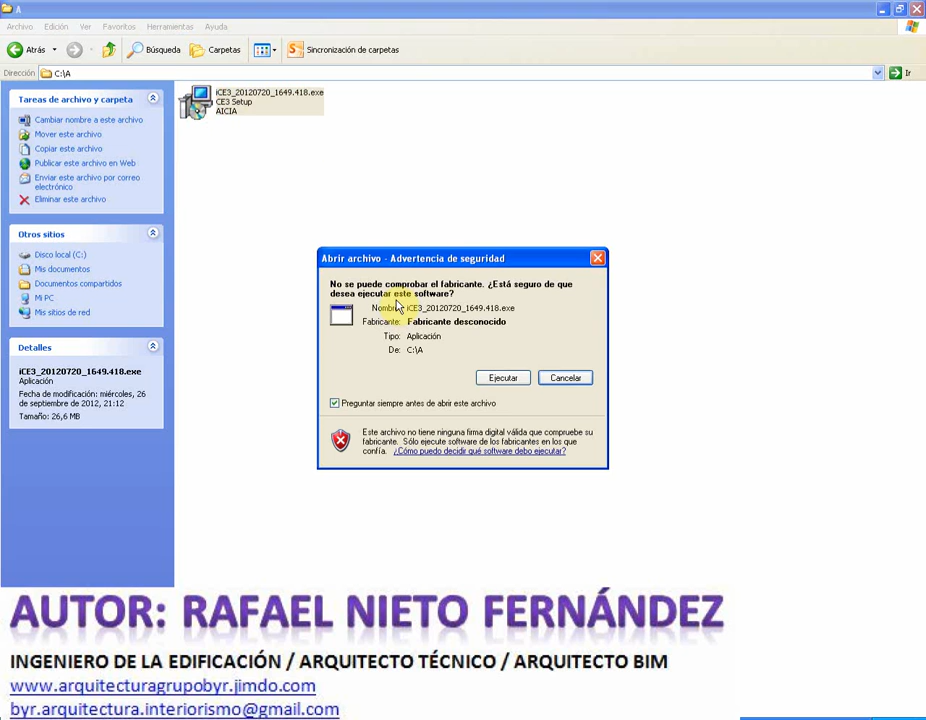 A
Archivo Edición Ver Favoritos Herramientas Ayuda
Atrás Búsqueda Carpetas Sincronización de carpetas
Dirección C:\A Ir
Tareas de archivo y carpeta
Cambiar nombre a este archivo
Mover este archivo
Copiar este archivo
Publicar este archivo en Web
Enviar este archivo por correo
electrónico
Eliminar este archivo
Otros sitios
Disco local (C:)
Mis documentos
Documentos compartidos
Mi PC
Mis sitios de red
Detalles
iCE3_20120720_1649.418.exe
Aplicación
Fecha de modificación: miércoles, 26
de septiembre de 2012, 21:12
Tamaño: 26,6 MB
iCE3_20120720_1649.418.exe
CE3 Setup
AICIA
Abrir archivo - Advertencia de seguridad
No se puede comprobar el fabricante. ¿Está seguro de que
desea ejecutar este software?
Nombre: iCE3_20120720_1649.418.exe
Fabricante: Fabricante desconocido
Tipo: Aplicación
De: C:\A
Ejecutar Cancelar
Preguntar siempre antes de abrir este archivo
Este archivo no tiene ninguna firma digital válida que compruebe su
fabricante. Sólo ejecute software de los fabricantes en los que
confía. ¿Cómo puedo decidir qué software debo ejecutar?
AUTOR: RAFAEL NIETO FERNÁNDEZ
INGENIERO DE LA EDIFICACIÓN / ARQUITECTO TÉCNICO / ARQUITECTO BIM
www.arquitecturagrupobyr.jimdo.com
byr.arquitectura.interiorismo@gmail.com